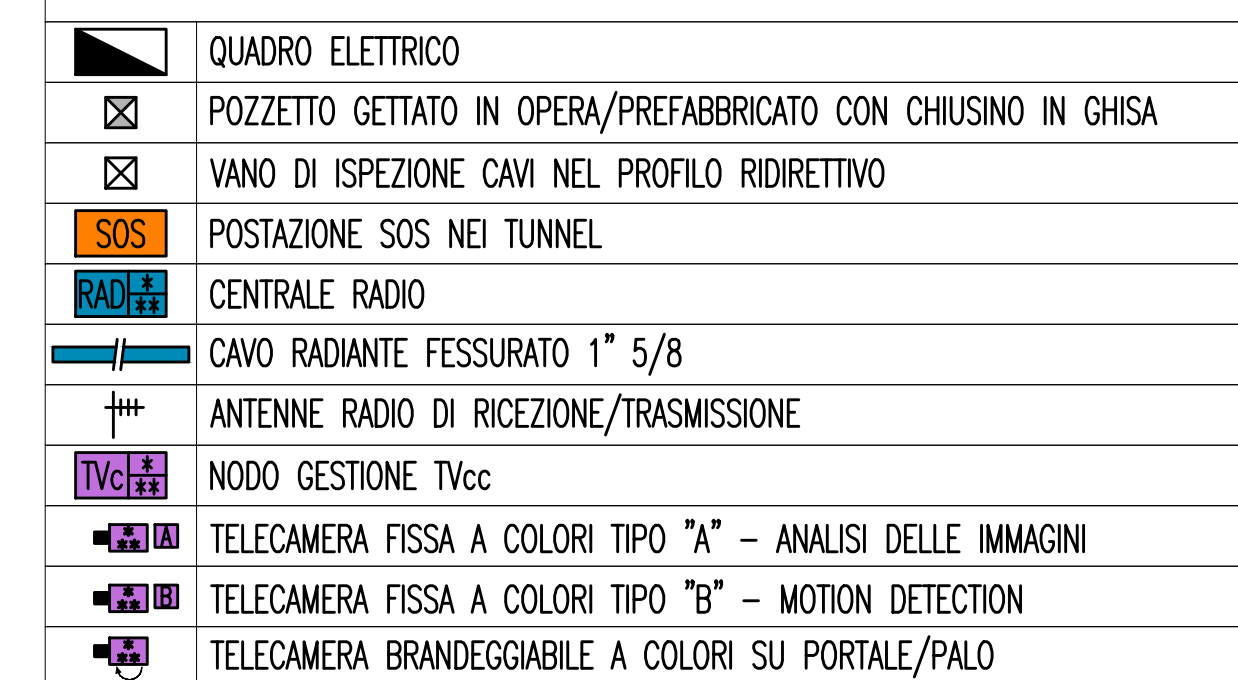 QUADRO ELETTRICO
POZZETTO GETTATO IN OPERA/PREFABBRICATO CON CHIUSINO IN GHISA
VANO DI ISPEZIONE CAVI NEL PROFILO RIDIRETTIVO
SOS POSTAZIONE SOS NEI TUNNEL
RAD * ** CENTRALE RADIO
CAVO RADIANTE FESSURATO 1" 5/8
ANTENNE RADIO DI RICEZIONE/TRASMISSIONE
TVc * ** NODO GESTIONE TVcc
* ** A TELECAMERA FISSA A COLORI TIPO "A" – ANALISI DELLE IMMAGINI
* ** B TELECAMERA FISSA A COLORI TIPO "B" – MOTION DETECTION
* ** TELECAMERA BRANDEGGIABILE A COLORI SU PORTALE/PALO